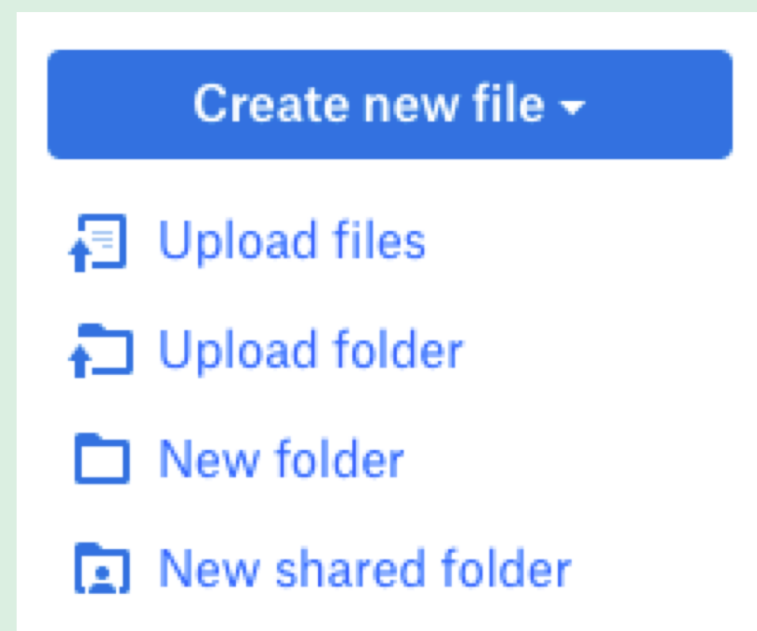 Create new file
Upload files
Upload folder
New folder
New shared folder